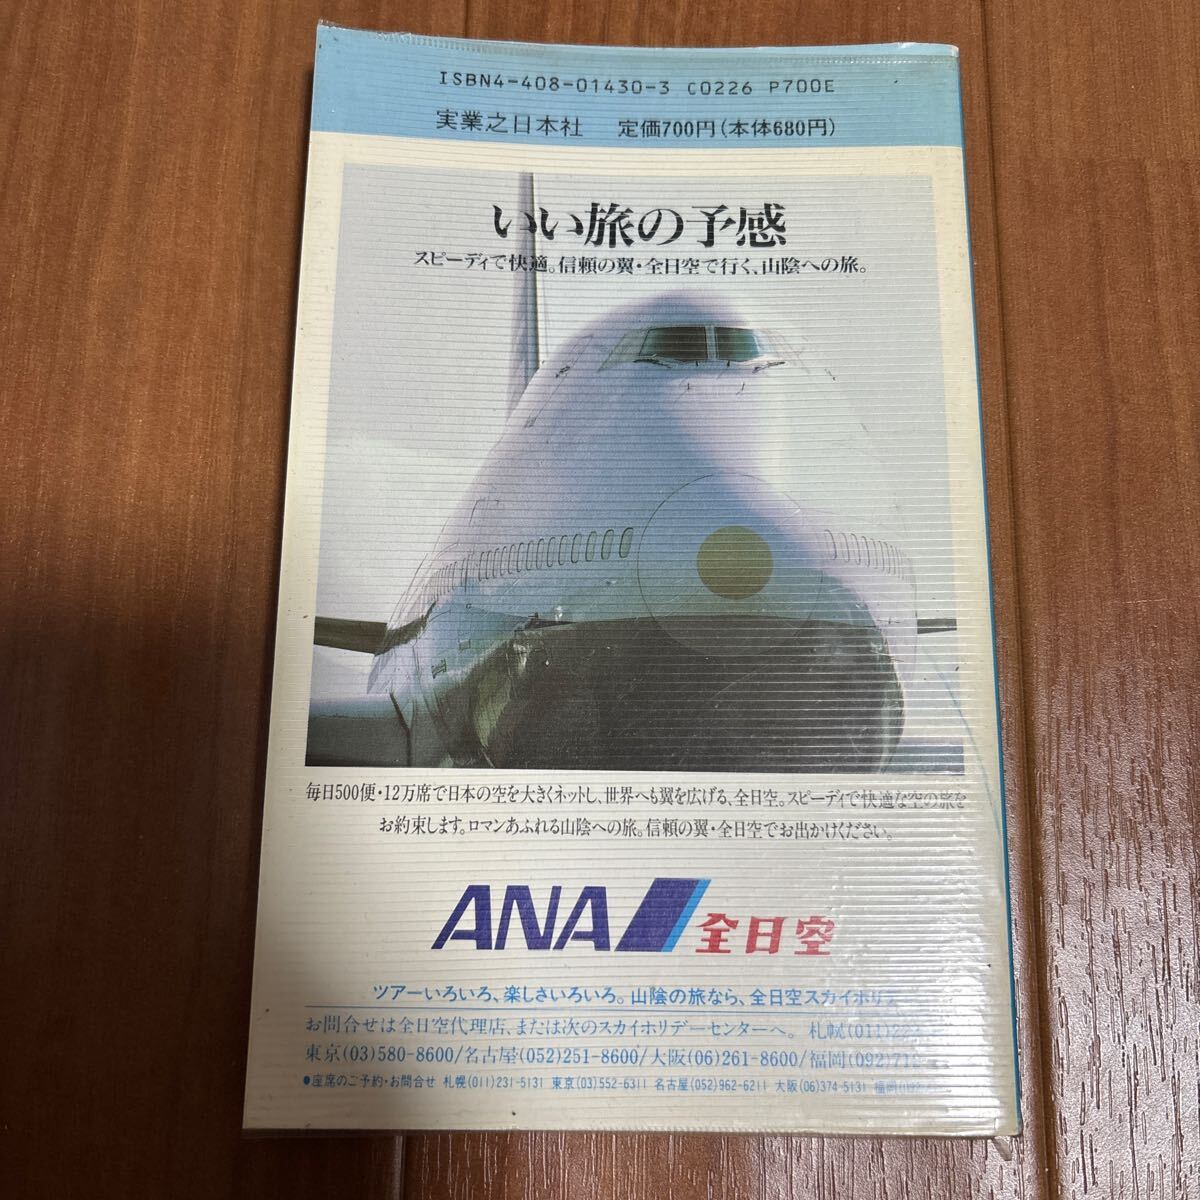 ISBN4-408-01430-3 C0226 P700E
実業之日本社 定価700円(本体680円)
いい旅の予感
スピーディで快適。信頼の翼・全日空で行く、山陰への旅。
毎日500便・12万席で日本の空を大きくネットし、世界へも翼を広げる、全日空。スピーディで快適な空の旅を
お約束します。ロマンあふれる山陰への旅。信頼の翼・全日空でお出かけください。
ANA 全日空
ツアーいろいろ、楽しさいろいろ。山陰の旅なら、全日空スカイホリデ
お問合せは全日空代理店、または次のスカイホリデーセンターへ。 札幌(011)
東京(03)580-8600/名古屋(052)251-8600/大阪(06)261-8600/福岡(092)
●座席のご予約・お問合せ 札幌(011)231-5131 東京(03)552-6311 名古屋(052)962-6211 大阪(06)374-5131 福岡(092)